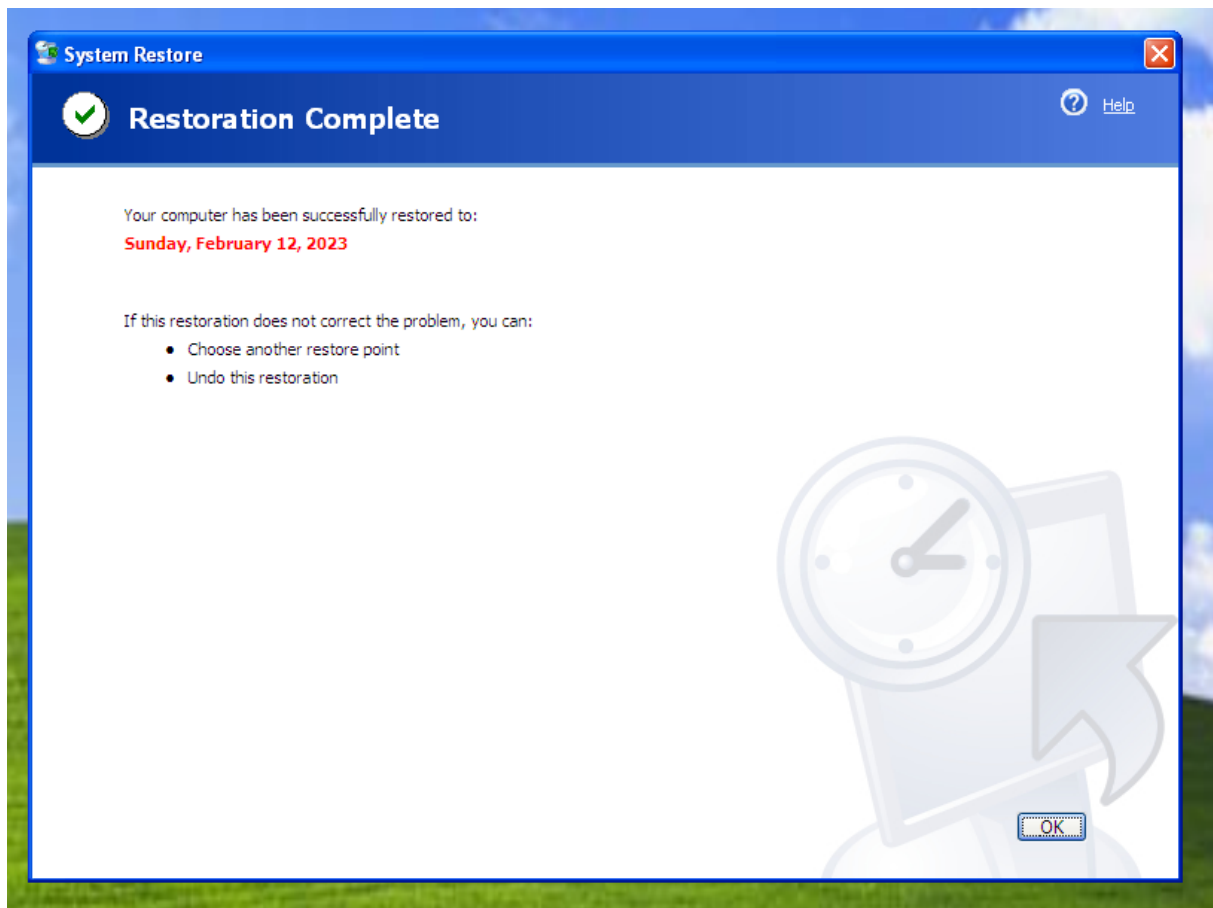 System Restore
Restoration Complete
Help
Your computer has been successfully restored to:
Sunday, February 12, 2023
If this restoration does not correct the problem, you can:
Choose another restore point
Undo this restoration
OK